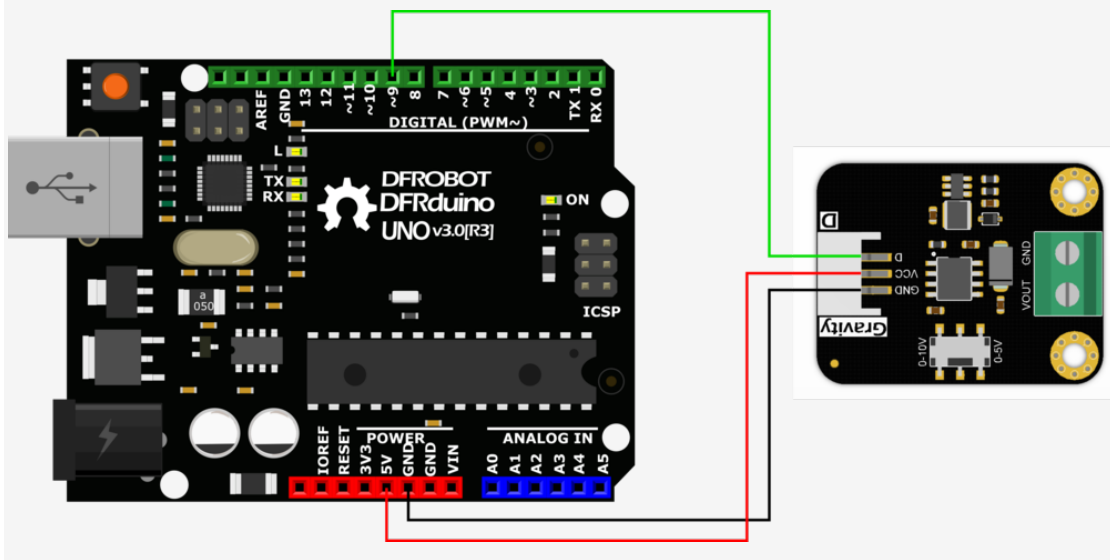 AREF
GND
13
12
~11
~10
~9
8
7
~6
~5
4
~3
2
TX 1
RX 0
DIGITAL (PWM~)
L
TX
RX
DFROBOT
DFRduino
UNO v3.0[R3]
ON
ICSP
a
050
POWER
ANALOG IN
IOREF
RESET
3V3
5V
GND
GND
VIN
A0
A1
A2
A3
A4
A5
D
D
VCC
GND
Gravity
GND
VOUT
0-10V
0-5V